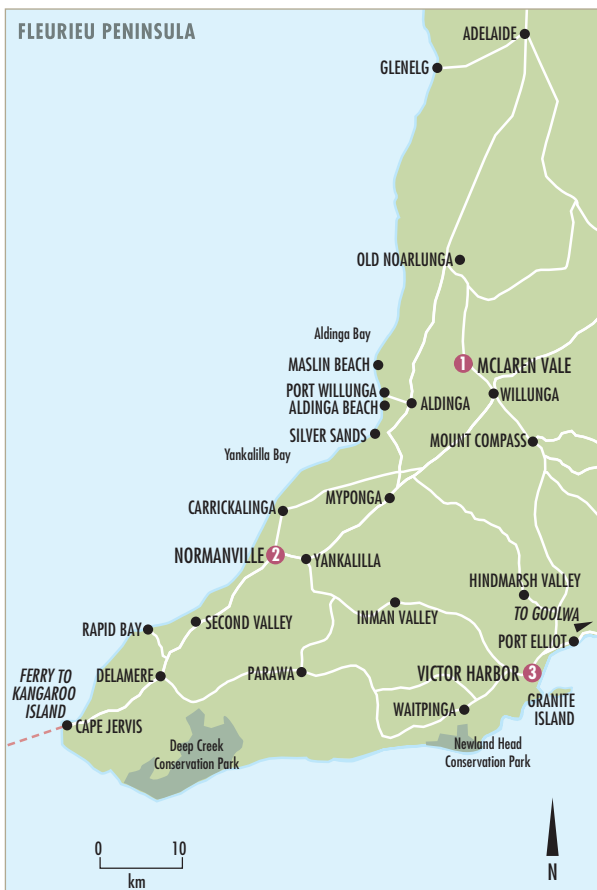 FLEURIEU PENINSULA
ADELAIDE
GLENELG
OLD NOARLUNGA
Aldinga Bay
MASLIN BEACH
1 MCLAREN VALE
PORT WILLUNGA
WILLUNGA
ALDINGA BEACH
ALDINGA
SILVER SANDS
MOUNT COMPASS
Yankalilla Bay
MYPONGA
CARRICKALINGA
NORMANVILLE 2
YANKALILLA
HINDMARSH VALLEY
TO GOOLWA
INMAN VALLEY
SECOND VALLEY
RAPID BAY
PORT ELLIOT
DELAMERE
PARAWA
VICTOR HARBOR 3
FERRY TO
KANGAROO
ISLAND
GRANITE
ISLAND
WAITPINGA
CAPE JERVIS
Deep Creek
Conservation Park
Newland Head
Conservation Park
0 10
km
N